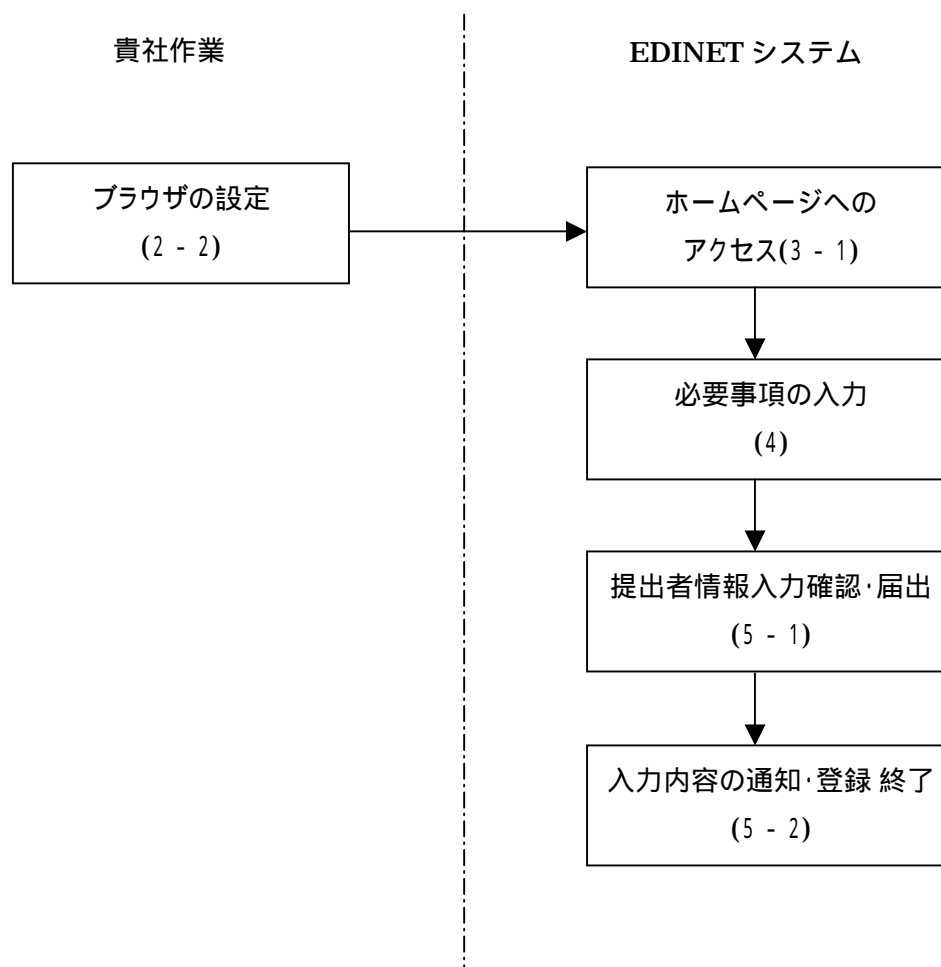 貴社作業
EDINET システム
ブラウザの設定
(2 - 2)
ホームページへの
アクセス(3 - 1)
必要事項の入力
(4)
提出者情報入力確認・届出
(5 - 1)
入力内容の通知・登録 終了
(5 - 2)